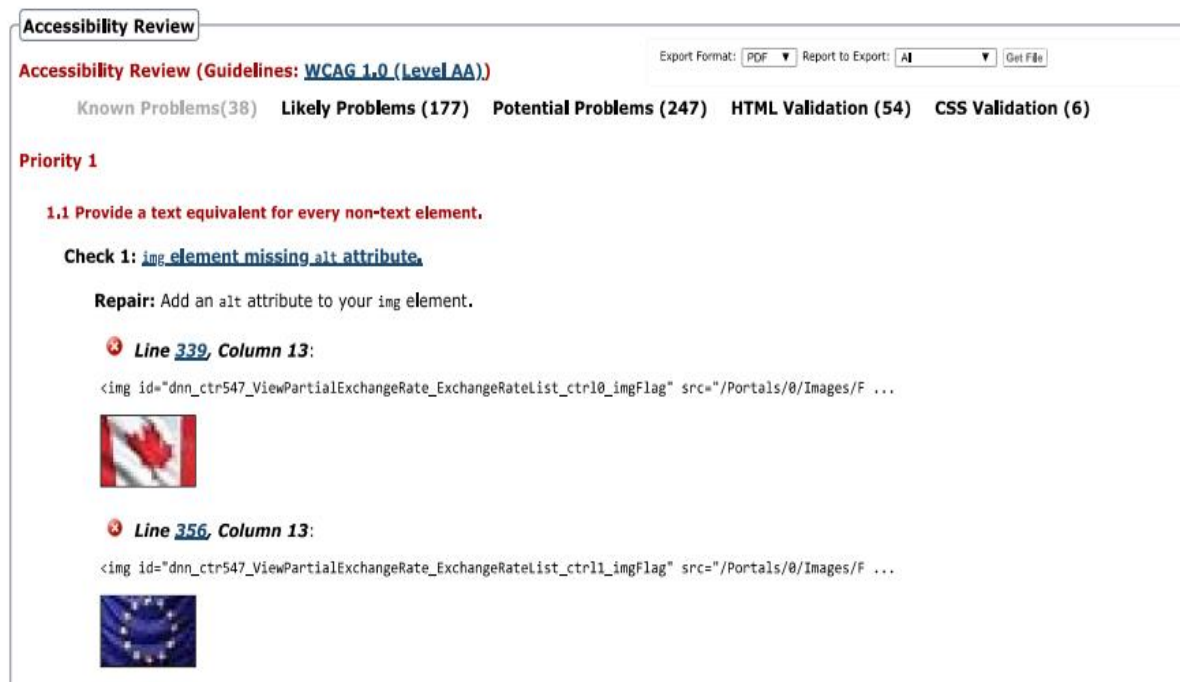 Accessibility Review
Export Format: PDF Report to Export: All Get File
Accessibility Review (Guidelines: WCAG 1.0 (Level AA))
Known Problems(38) Likely Problems (177) Potential Problems (247) HTML Validation (54) CSS Validation (6)
Priority 1
1.1 Provide a text equivalent for every non-text element.
Check 1: img element missing alt attribute.
Repair: Add an alt attribute to your img element.
Line 339, Column 13:
<img id="dnn_ctr547_ViewPartialExchangeRate_ExchangeRateList_ctrl0_imgFlag" src="/Portals/0/Images/F ...
Line 356, Column 13:
<img id="dnn_ctr547_ViewPartialExchangeRate_ExchangeRateList_ctrl1_imgFlag" src="/Portals/0/Images/F ...